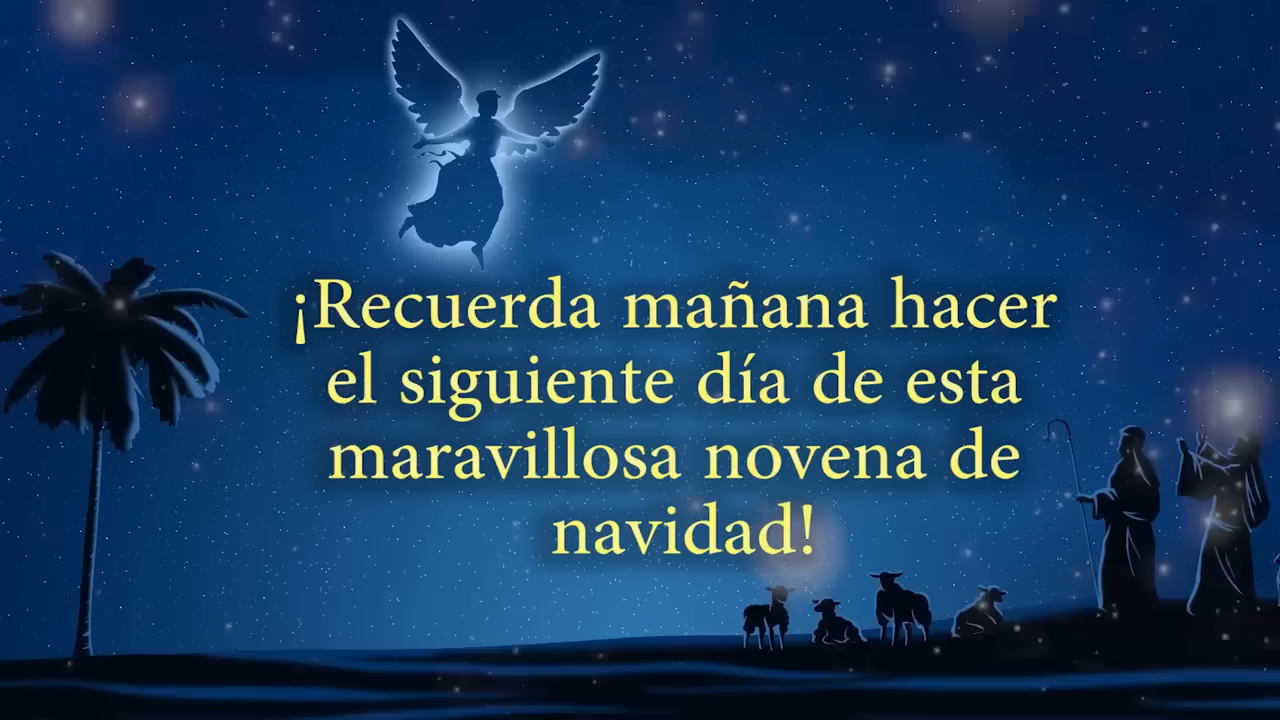 ¡Recuerda mañana hacer
el siguiente día de esta
maravillosa novena de
navidad!